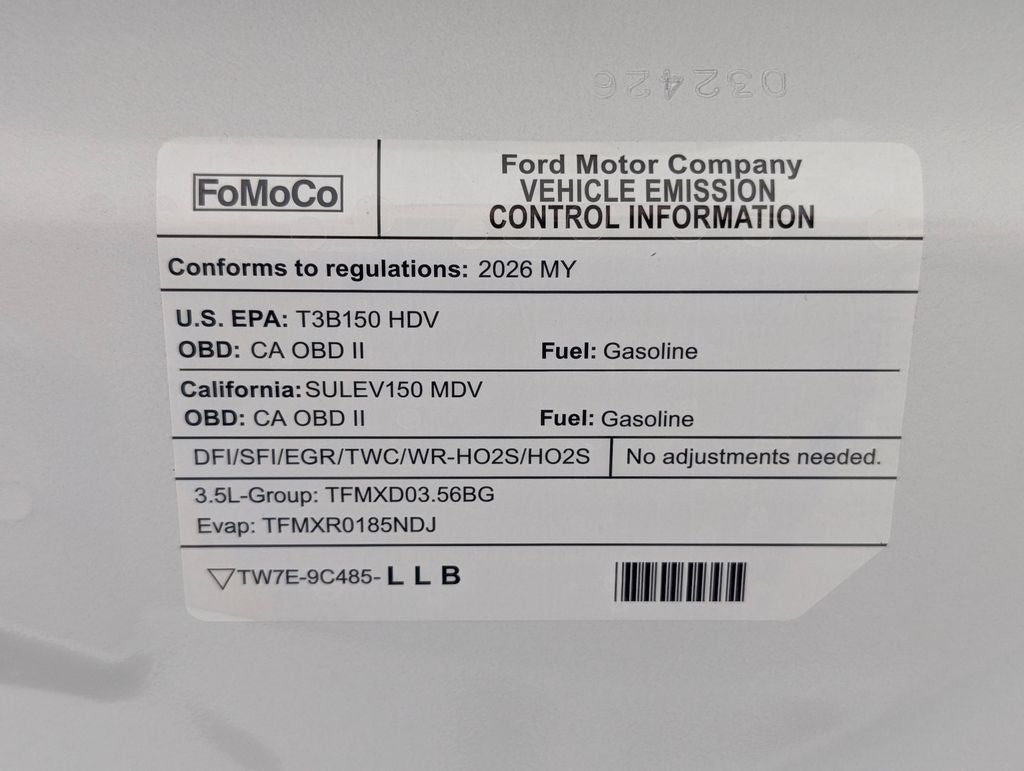 032426
FoMoCo
Ford Motor Company
VEHICLE EMISSION
CONTROL INFORMATION
Conforms to regulations: 2026 MY
U.S. EPA: T3B150 HDV
OBD: CA OBD II Fuel: Gasoline
California: SULEV150 MDV
OBD: CA OBD II Fuel: Gasoline
DFI/SFI/EGR/TWC/WR-HO2S/HO2S No adjustments needed.
3.5L-Group: TFMXD03.56BG
Evap: TFMXR0185NDJ
TW7E-9C485- L L B